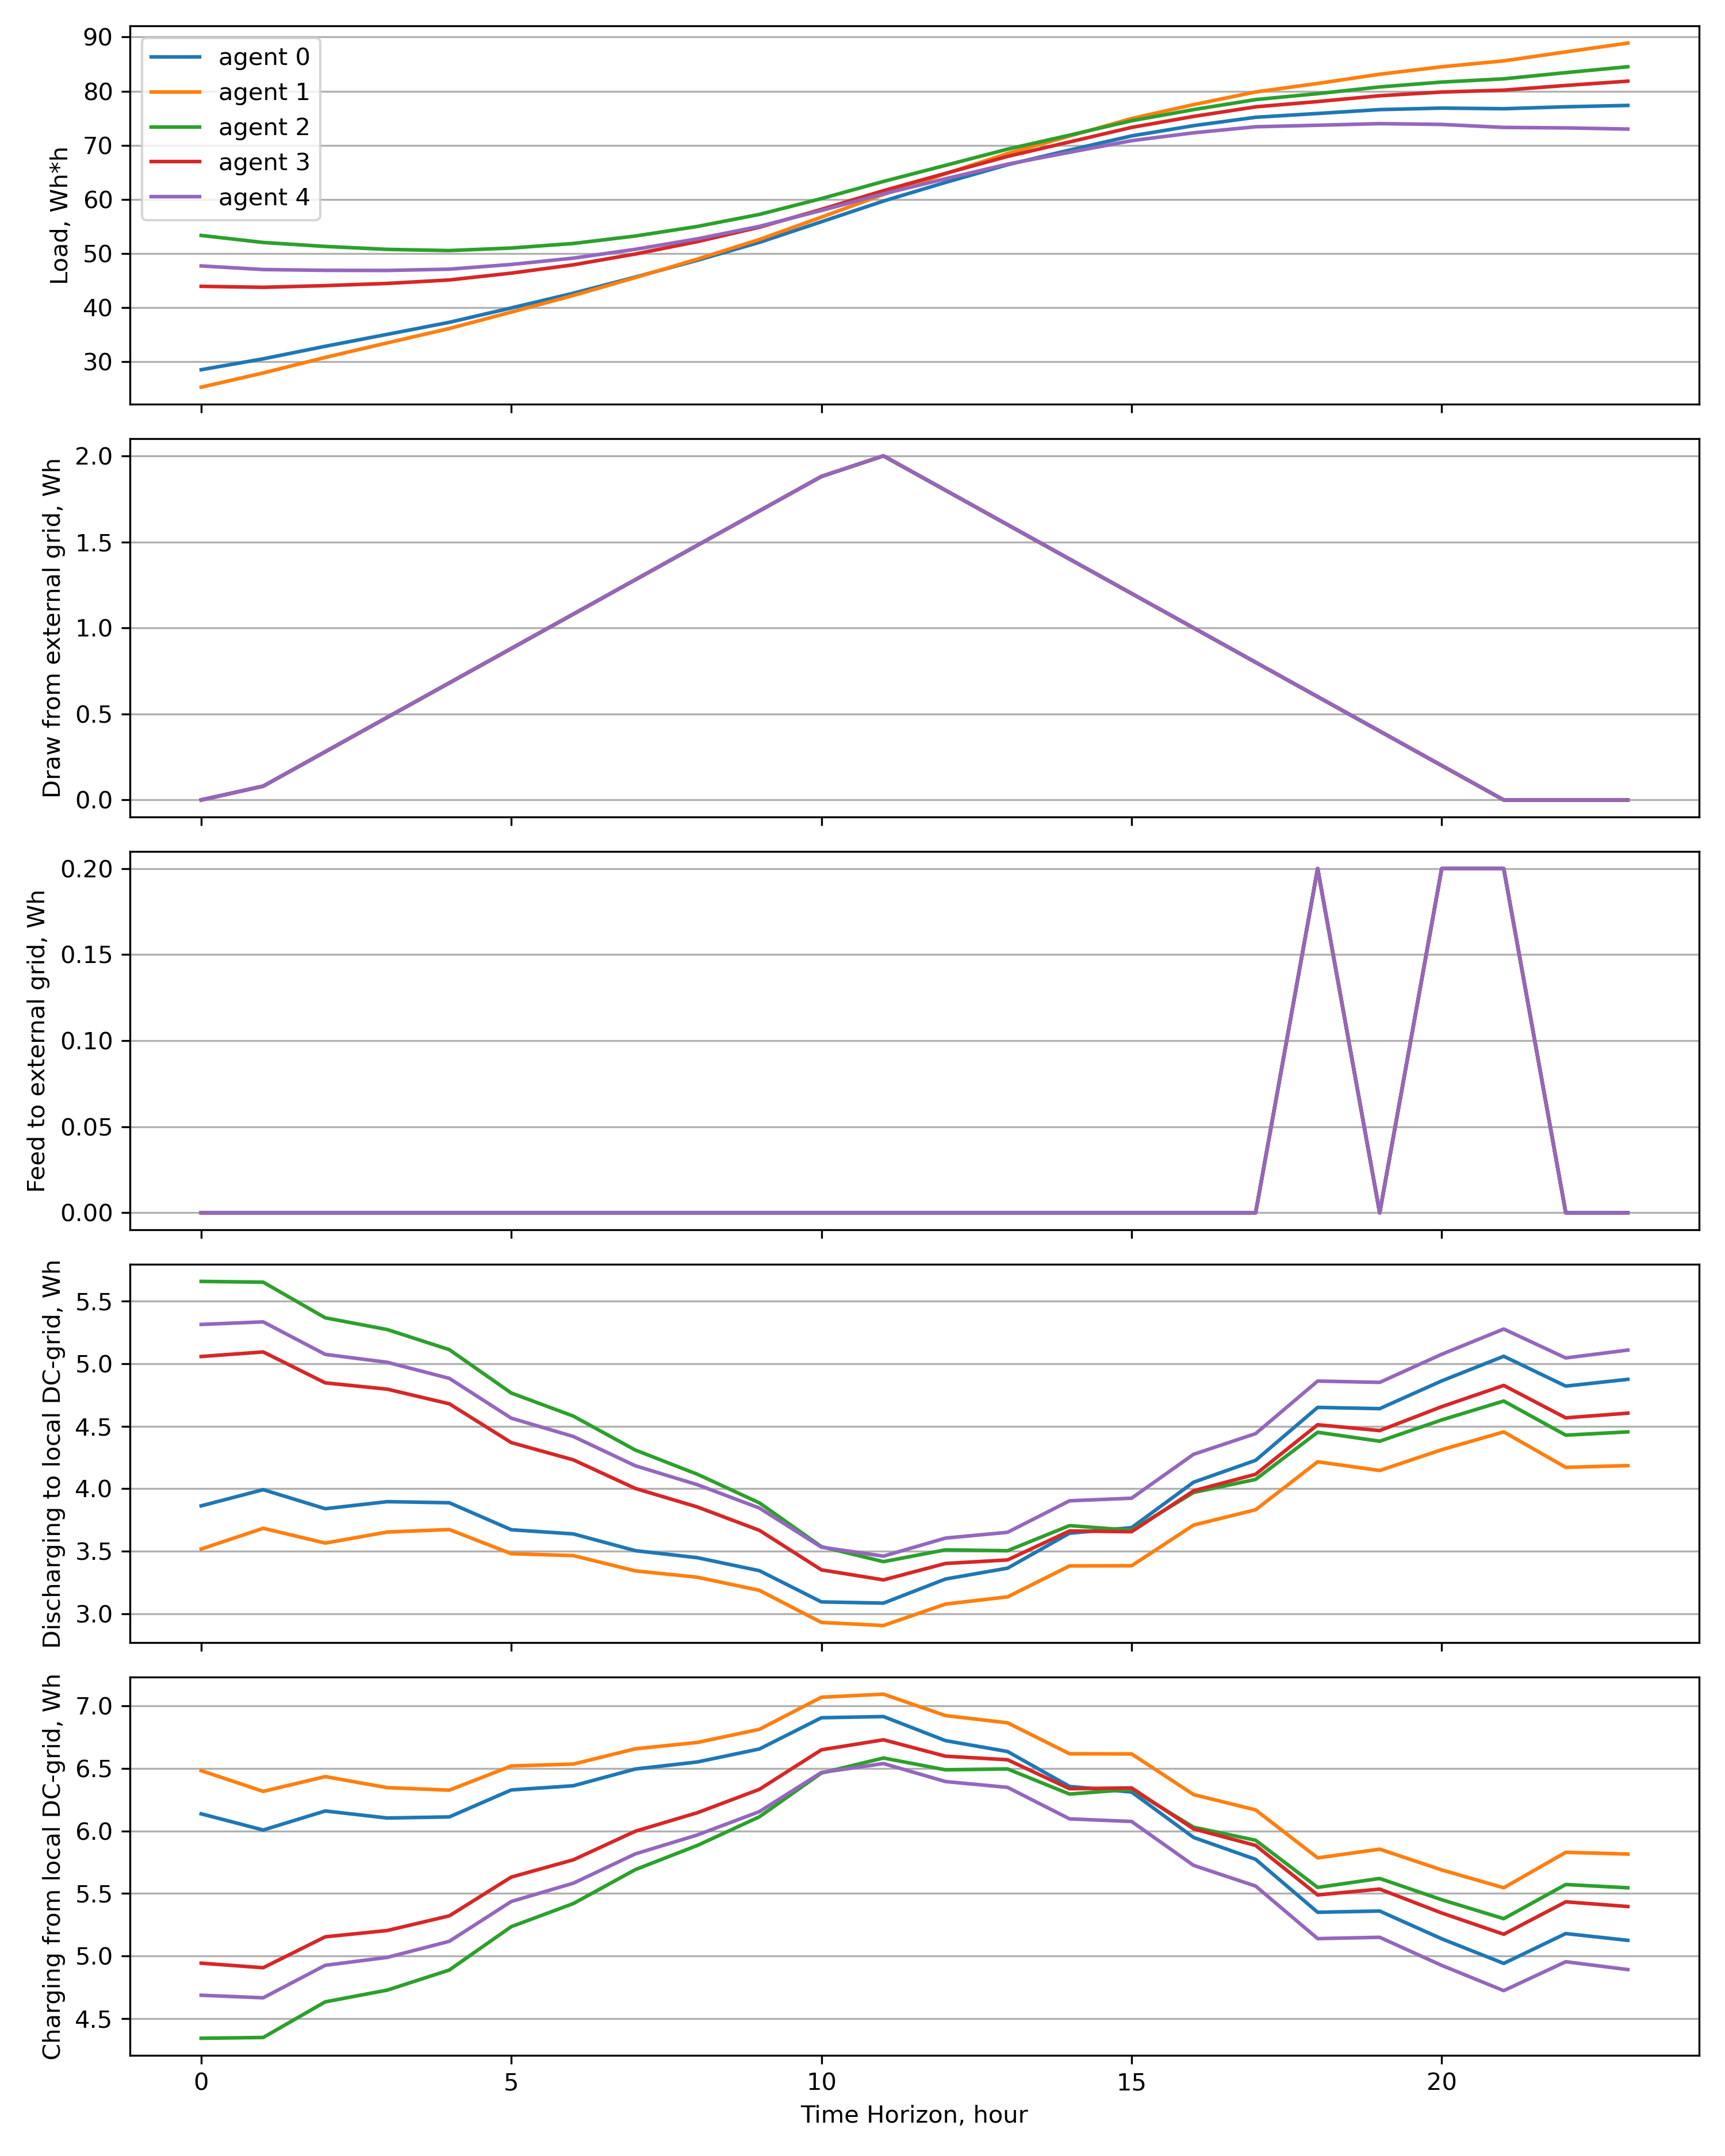 Load, Wh*h
90
80
70
60
50
40
30
agent 0
agent 1
agent 2
agent 3
agent 4
Draw from external grid, Wh
2.0
1.5
1.0
0.5
0.0
Feed to external grid, Wh
0.20
0.15
0.10
0.05
0.00
Discharging to local DC-grid, Wh
5.5
5.0
4.5
4.0
3.5
3.0
Charging from local DC-grid, Wh
7.0
6.5
6.0
5.5
5.0
4.5
0 5 10 15 20
Time Horizon, hour